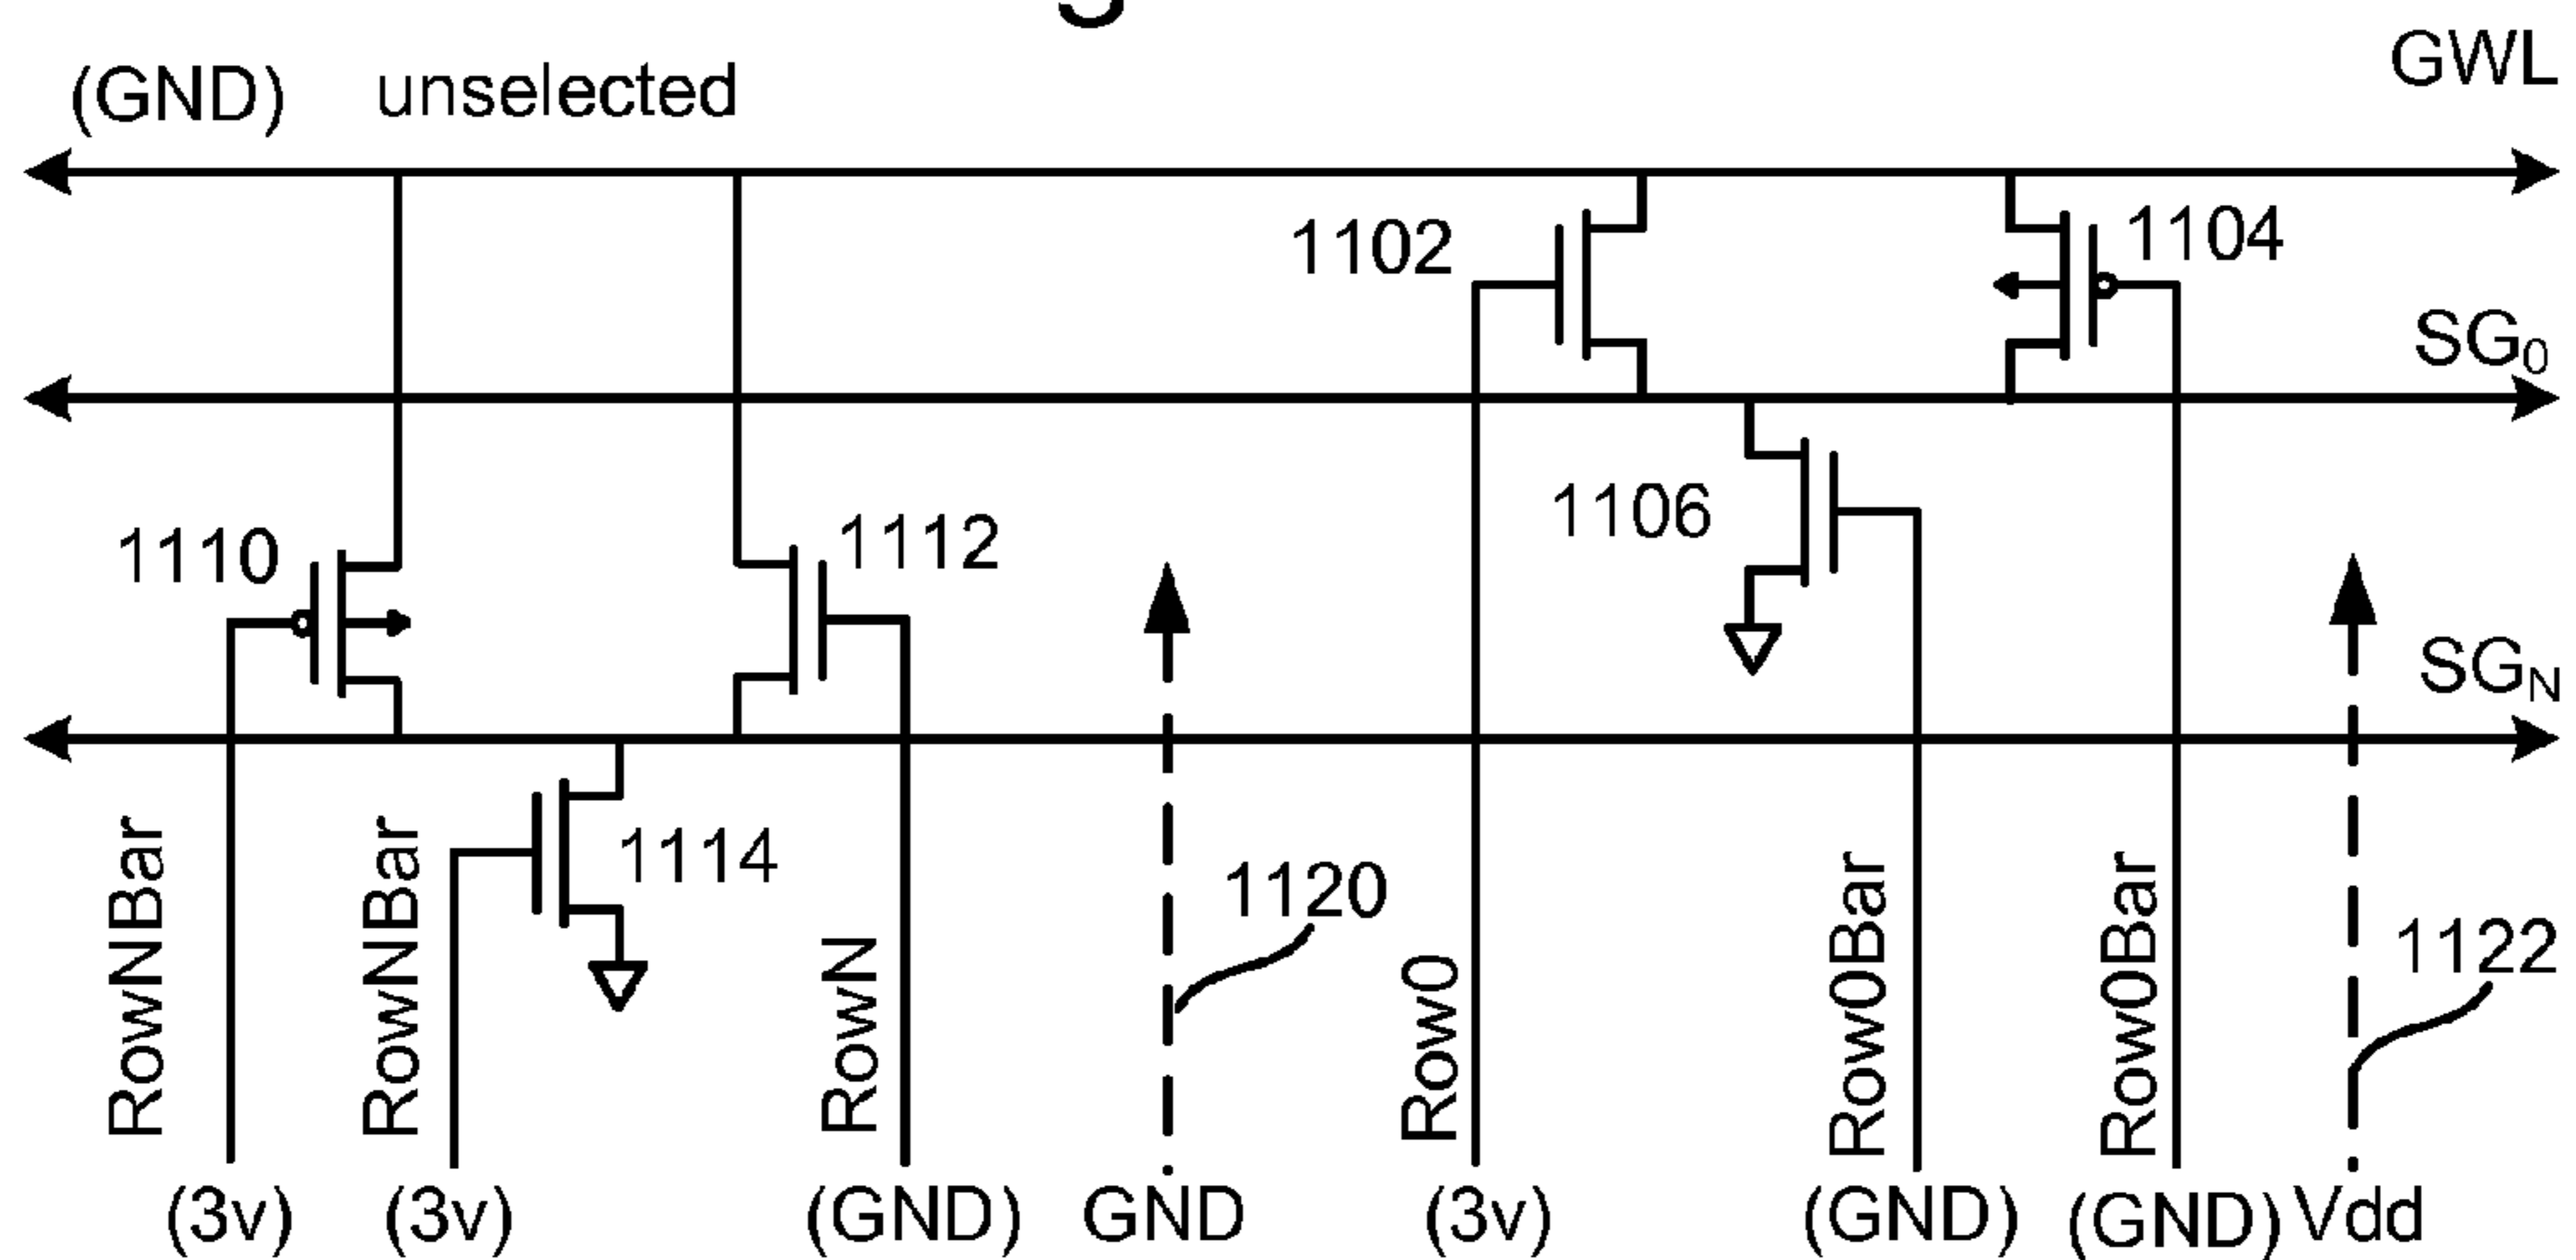 (GND) unselected GWL
1102 1104
SG0
1110 1112 1106
SGN
1114
1120
1122
RowNBar RowNBar RowN Row0 Row0Bar Row0Bar
(3v) (3v) (GND) GND (3v) (GND) (GND) Vdd